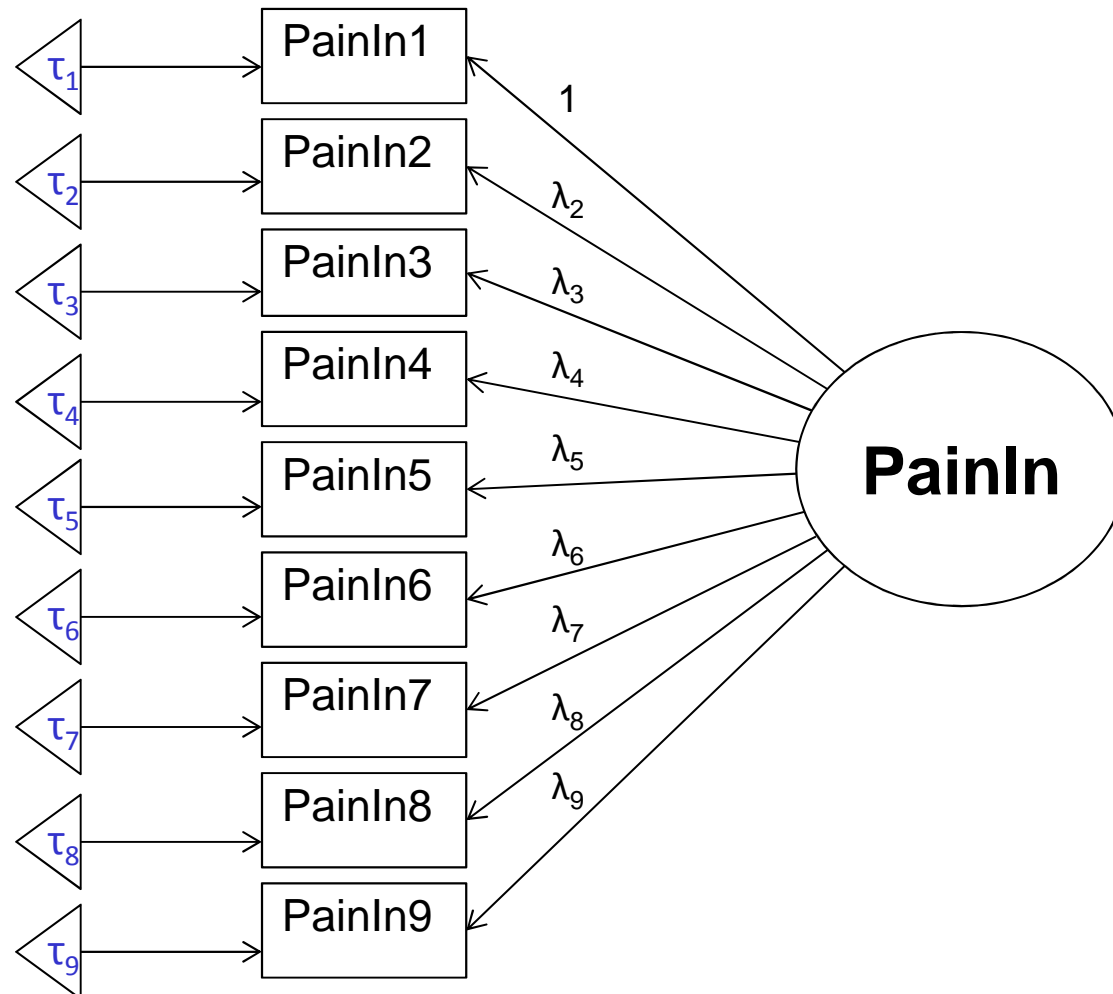 τ₁ PainIn1 1
τ₂ PainIn2 λ₂
τ₃ PainIn3 λ₃
τ₄ PainIn4 λ₄
τ₅ PainIn5 λ₅
PainIn
τ₆ PainIn6 λ₆
τ₇ PainIn7 λ₇
τ₈ PainIn8 λ₈
τ₉ PainIn9 λ₉